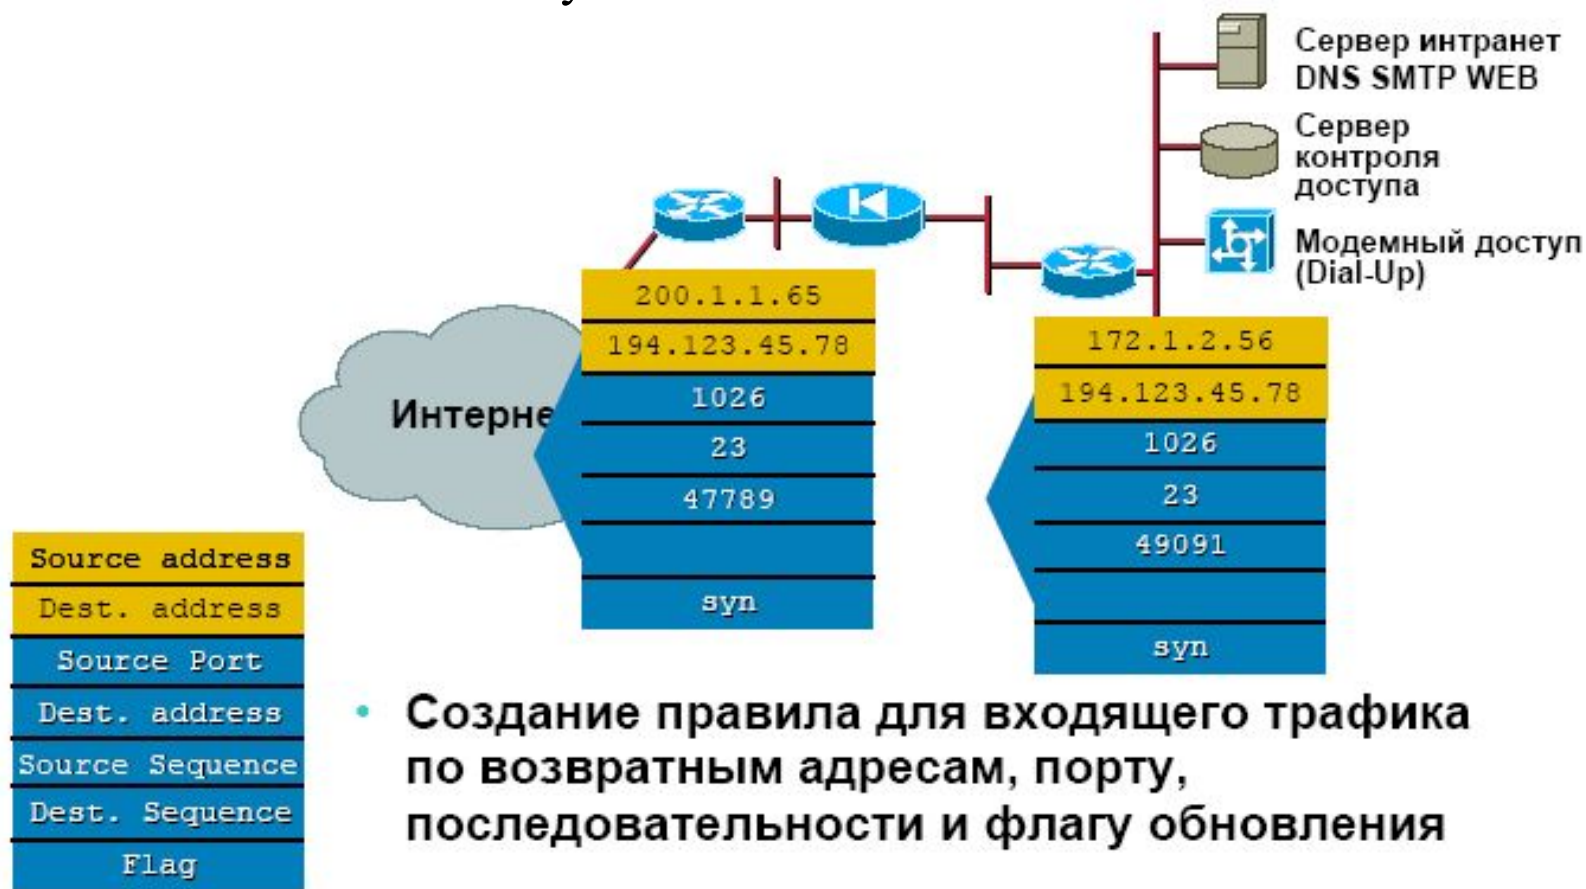 Сервер интранет
DNS SMTP WEB
Сервер
контроля
доступа
Модемный доступ
(Dial-Up)
Интерне
200.1.1.65
194.123.45.78
1026
23
47789
syn
172.1.2.56
194.123.45.78
1026
23
49091
syn
Source address
Dest. address
Source Port
Dest. address
Source Sequence
Dest. Sequence
Flag
• Создание правила для входящего трафика
по возвратным адресам, порту,
последовательности и флагу обновления